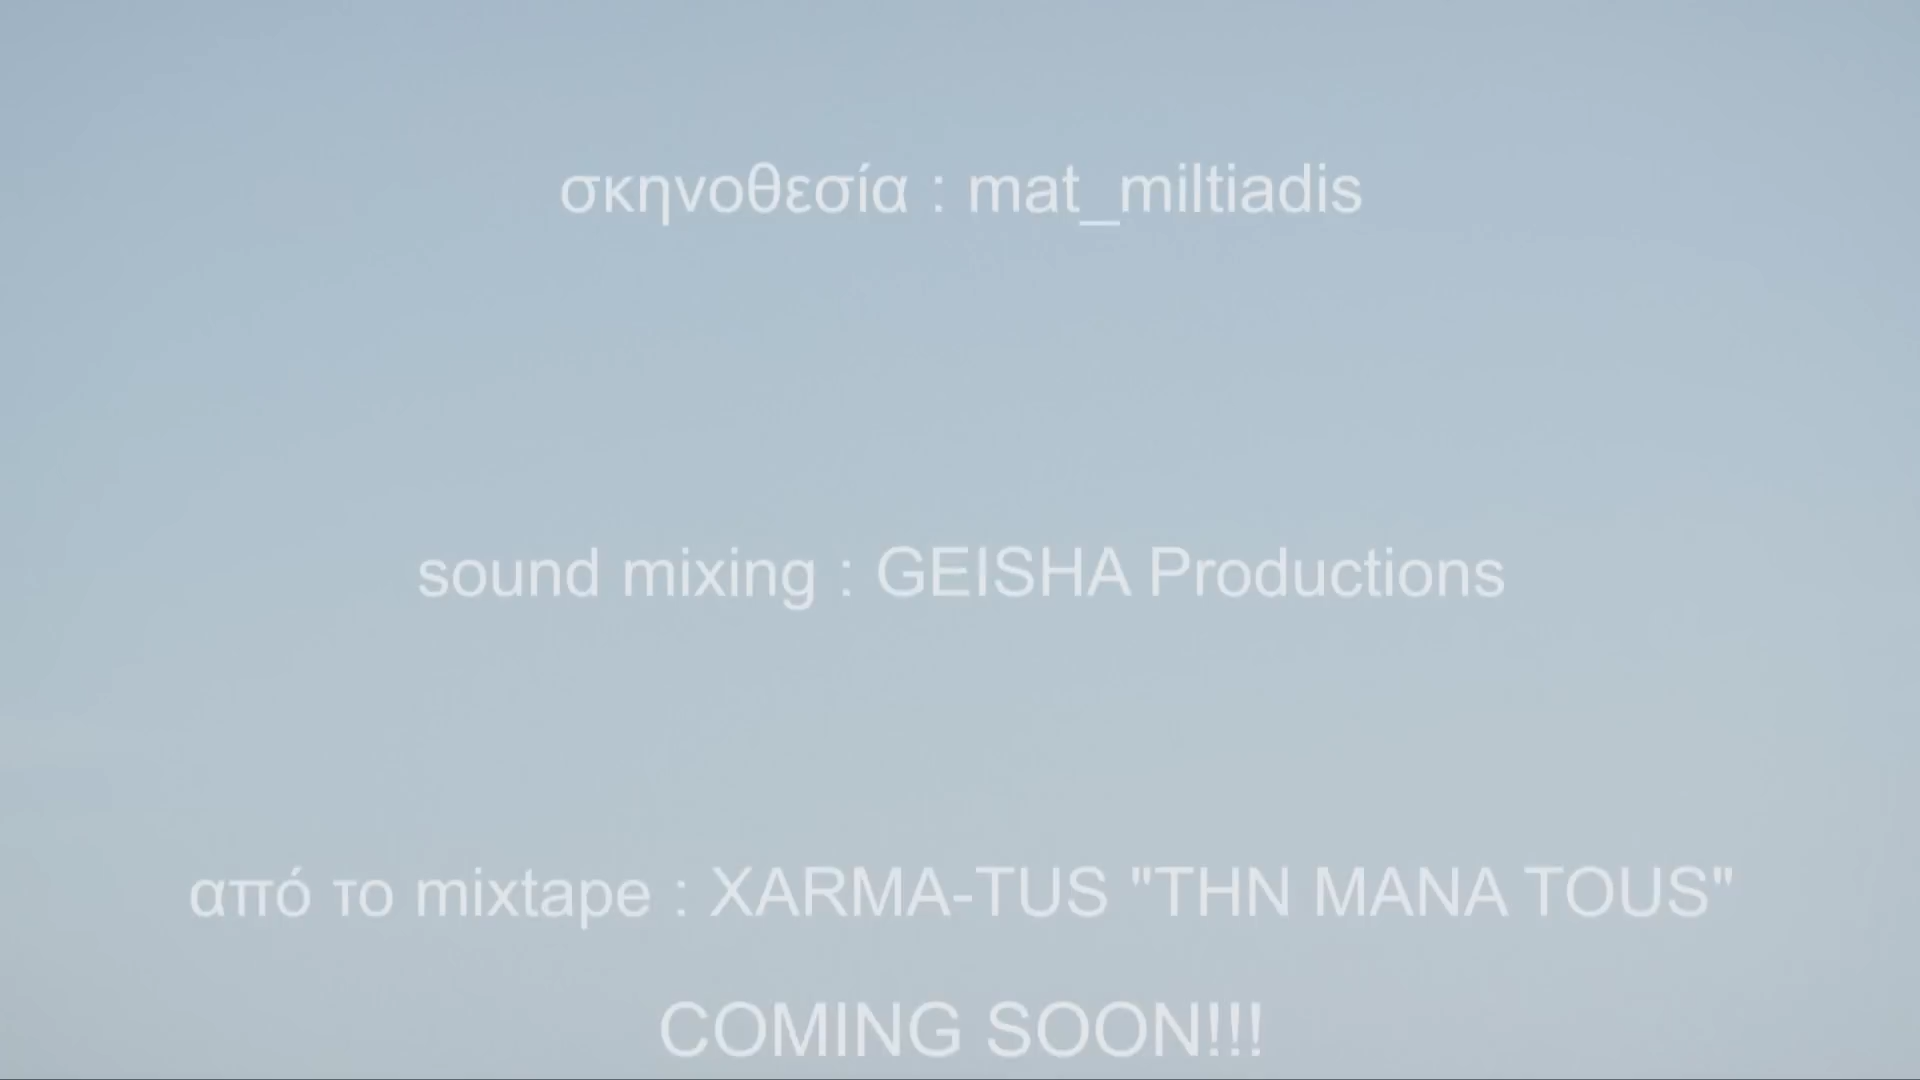 σκηνοθεσία : mat_miltiadis
sound mixing : GEISHA Productions
από το mixtape : XARMA-TUS "THN MANA TOUS"
COMING SOON!!!